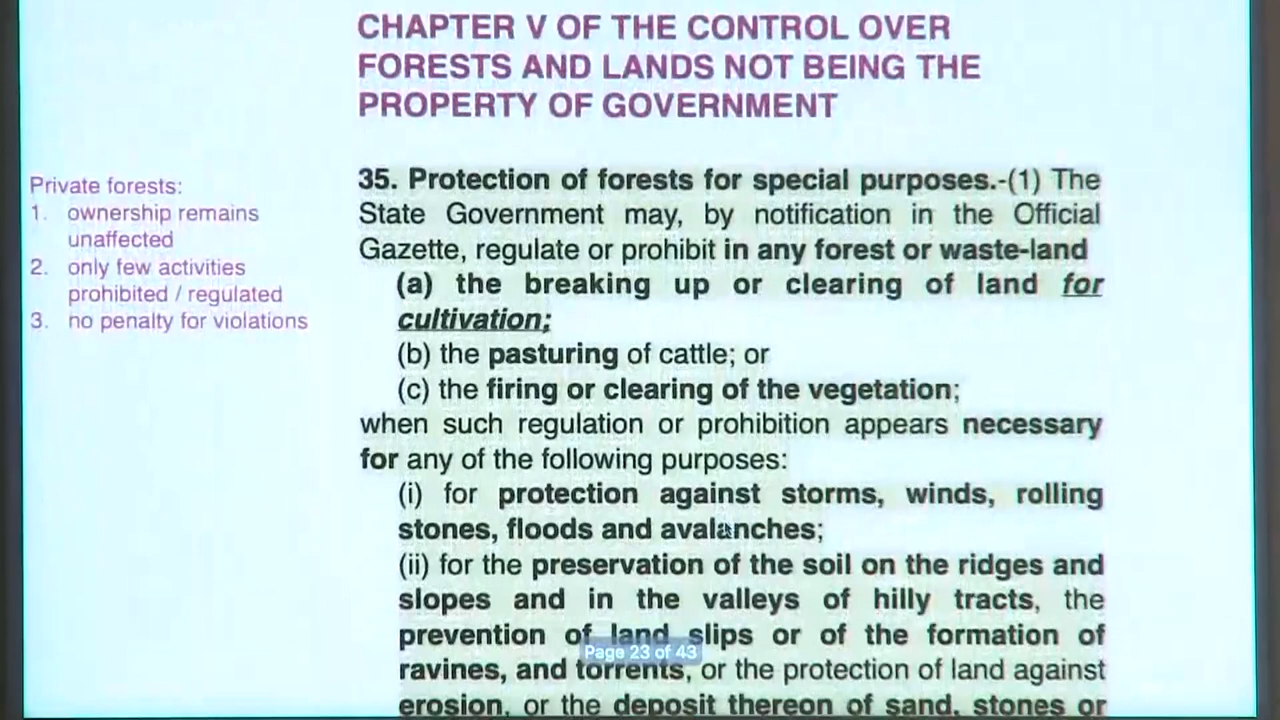 CHAPTER V OF THE CONTROL OVER
FORESTS AND LANDS NOT BEING THE
PROPERTY OF GOVERNMENT
Private forests:
1. ownership remains
unaffected
2. only few activities
prohibited / regulated
3. no penalty for violations
35. Protection of forests for special purposes.-(1) The
State Government may, by notification in the Official
Gazette, regulate or prohibit in any forest or waste-land
(a) the breaking up or clearing of land for
cultivation;
(b) the pasturing of cattle; or
(c) the firing or clearing of the vegetation;
when such regulation or prohibition appears necessary
for any of the following purposes:
(i) for protection against storms, winds, rolling
stones, floods and avalanches;
(ii) for the preservation of the soil on the ridges and
slopes and in the valleys of hilly tracts, the
prevention of land slips or of the formation of
Page 23 of 43
ravines, and torrents, or the protection of land against
erosion, or the deposit thereof of sand, stones or